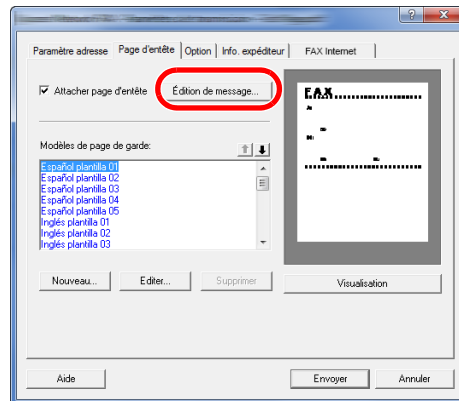 Paramètre adresse Page d'entête Option Info. expéditeur FAX Internet
Attacher page d'entête Édition de message...
Modèles de page de garde:
Español plantilla 01
Español plantilla 02
Español plantilla 03
Español plantilla 04
Español plantilla 05
Inglés plantilla 01
Inglés plantilla 02
Inglés plantilla 03
FAX
Nouveau... Editer... Supprimer Visualisation
Aide Envoyer Annuler